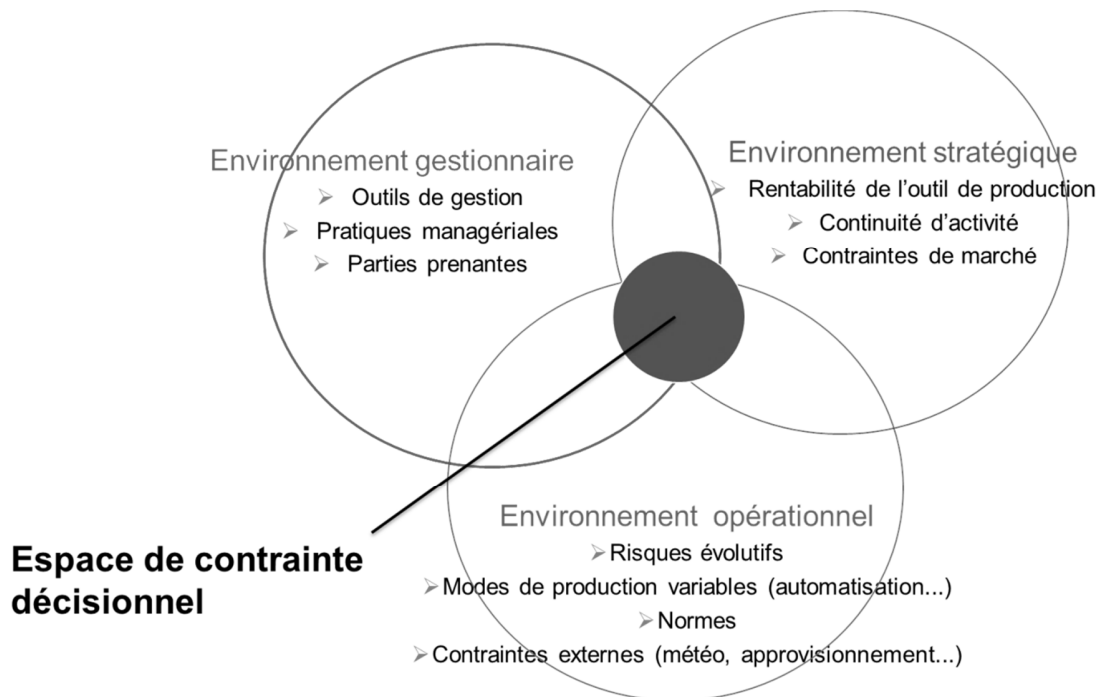 Environnement gestionnaire
➢ Outils de gestion
➢ Pratiques managériales
➢ Parties prenantes
Environnement stratégique
➢ Rentabilité de l'outil de production
➢ Continuité d'activité
➢ Contraintes de marché
Environnement opérationnel
➢Risques évolutifs
➢Modes de production variables (automatisation...)
➢Normes
➢Contraintes externes (météo, approvisionnement...)
Espace de contrainte
décisionnel